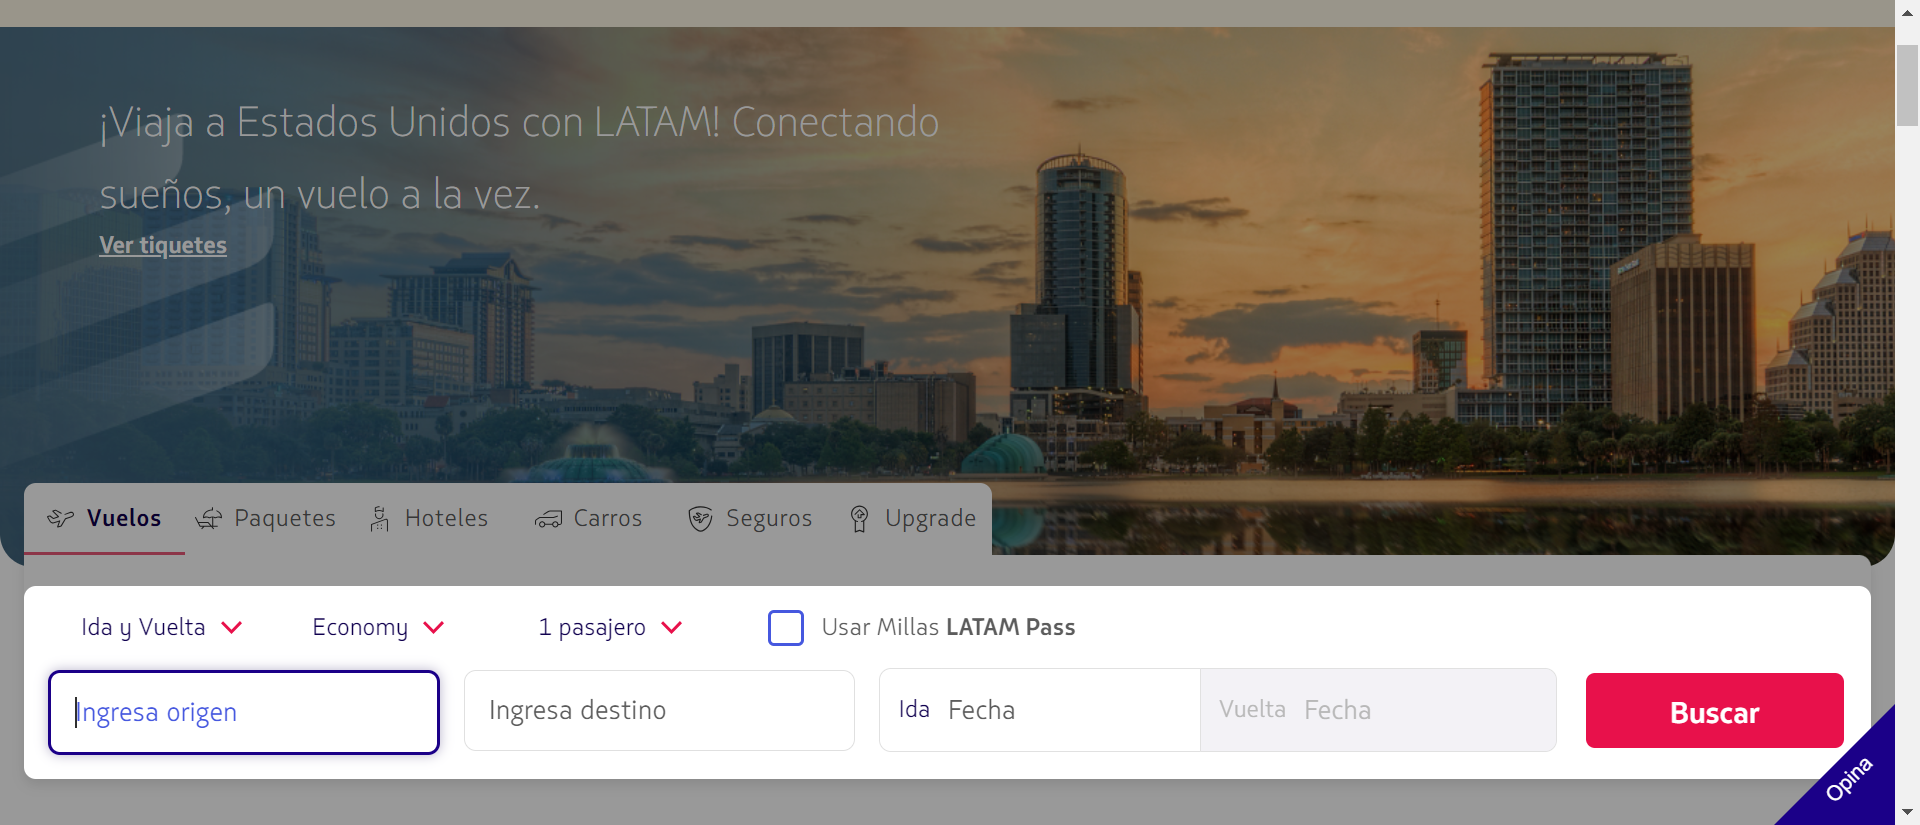 ¡Viaja a Estados Unidos con LATAM! Conectando
sueños, un vuelo a la vez.
Ver tiquetes
Vuelos Paquetes Hoteles Carros Seguros Upgrade
Ida y Vuelta Economy 1 pasajero Usar Millas LATAM Pass
Ingresa origen Ingresa destino Ida Fecha Vuelta Fecha Buscar
Opina